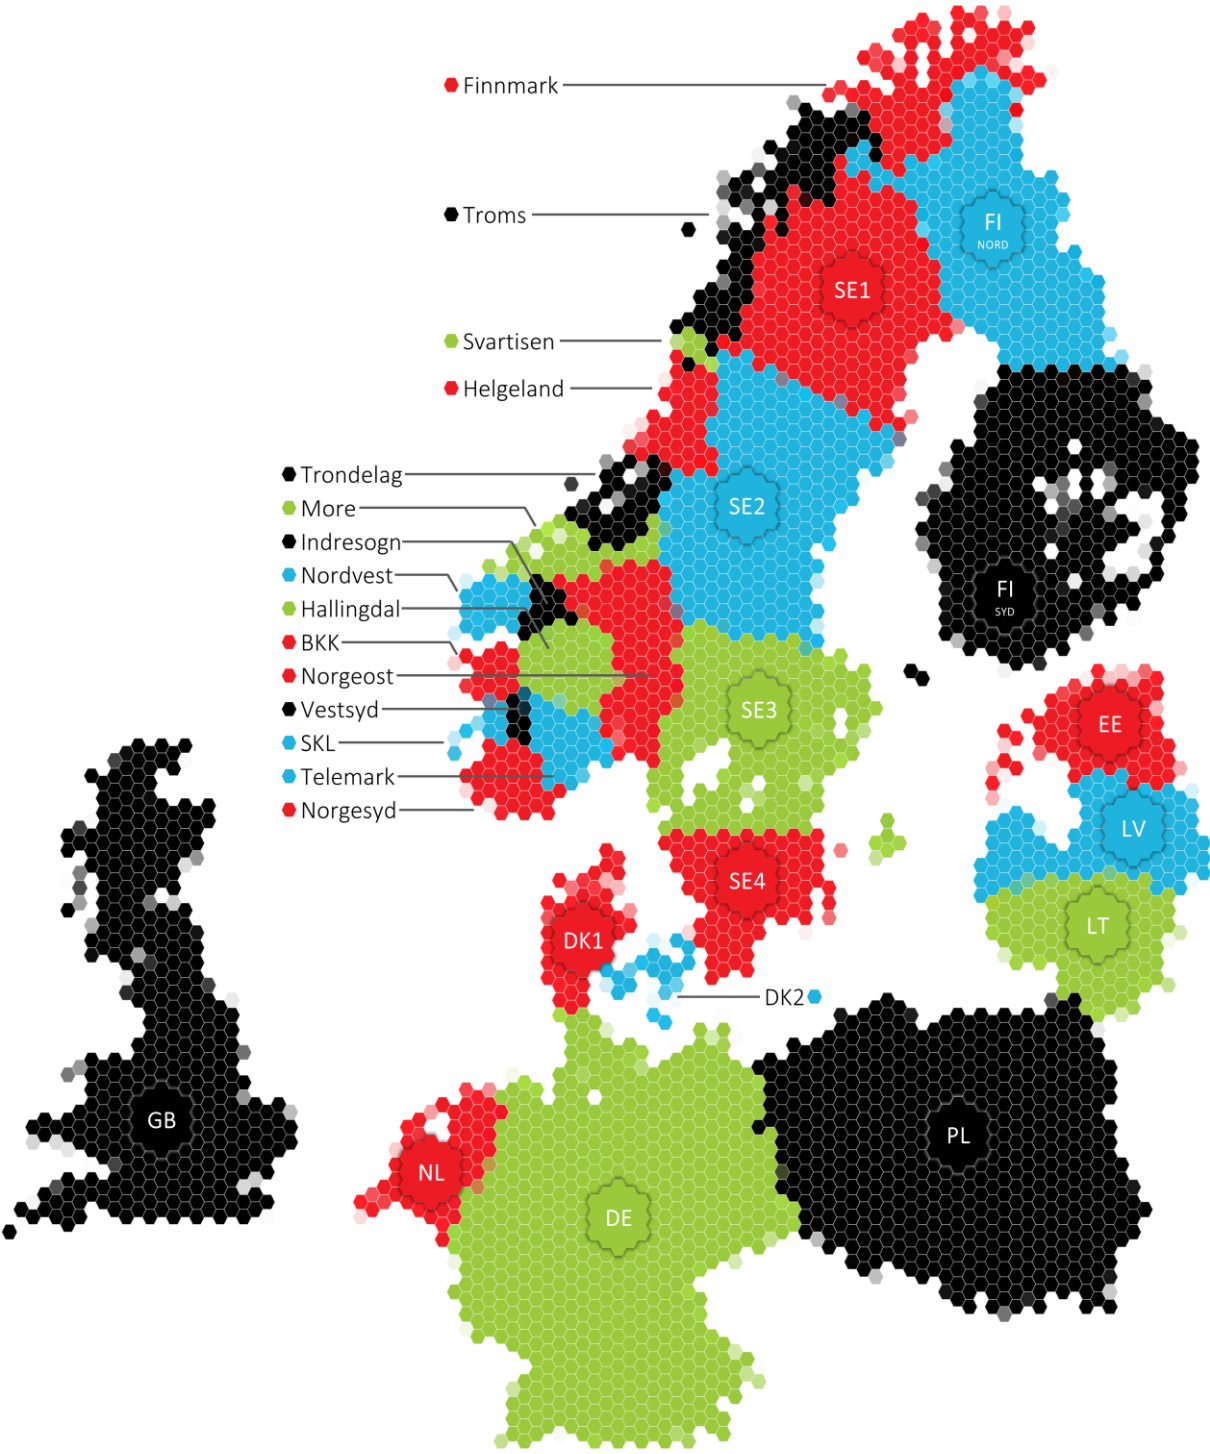 Finnmark
Troms
FI
NORD
SE1
Svartisen
Helgeland
Trondelag
More
Indresogn
Nordvest
Hallingdal
BKK
Norgeost
Vestsyd
SKL
Telemark
Norgesyd
SE2
FI
SYD
SE3
EE
LV
SE4
LT
DK1
DK2
GB
NL
PL
DE